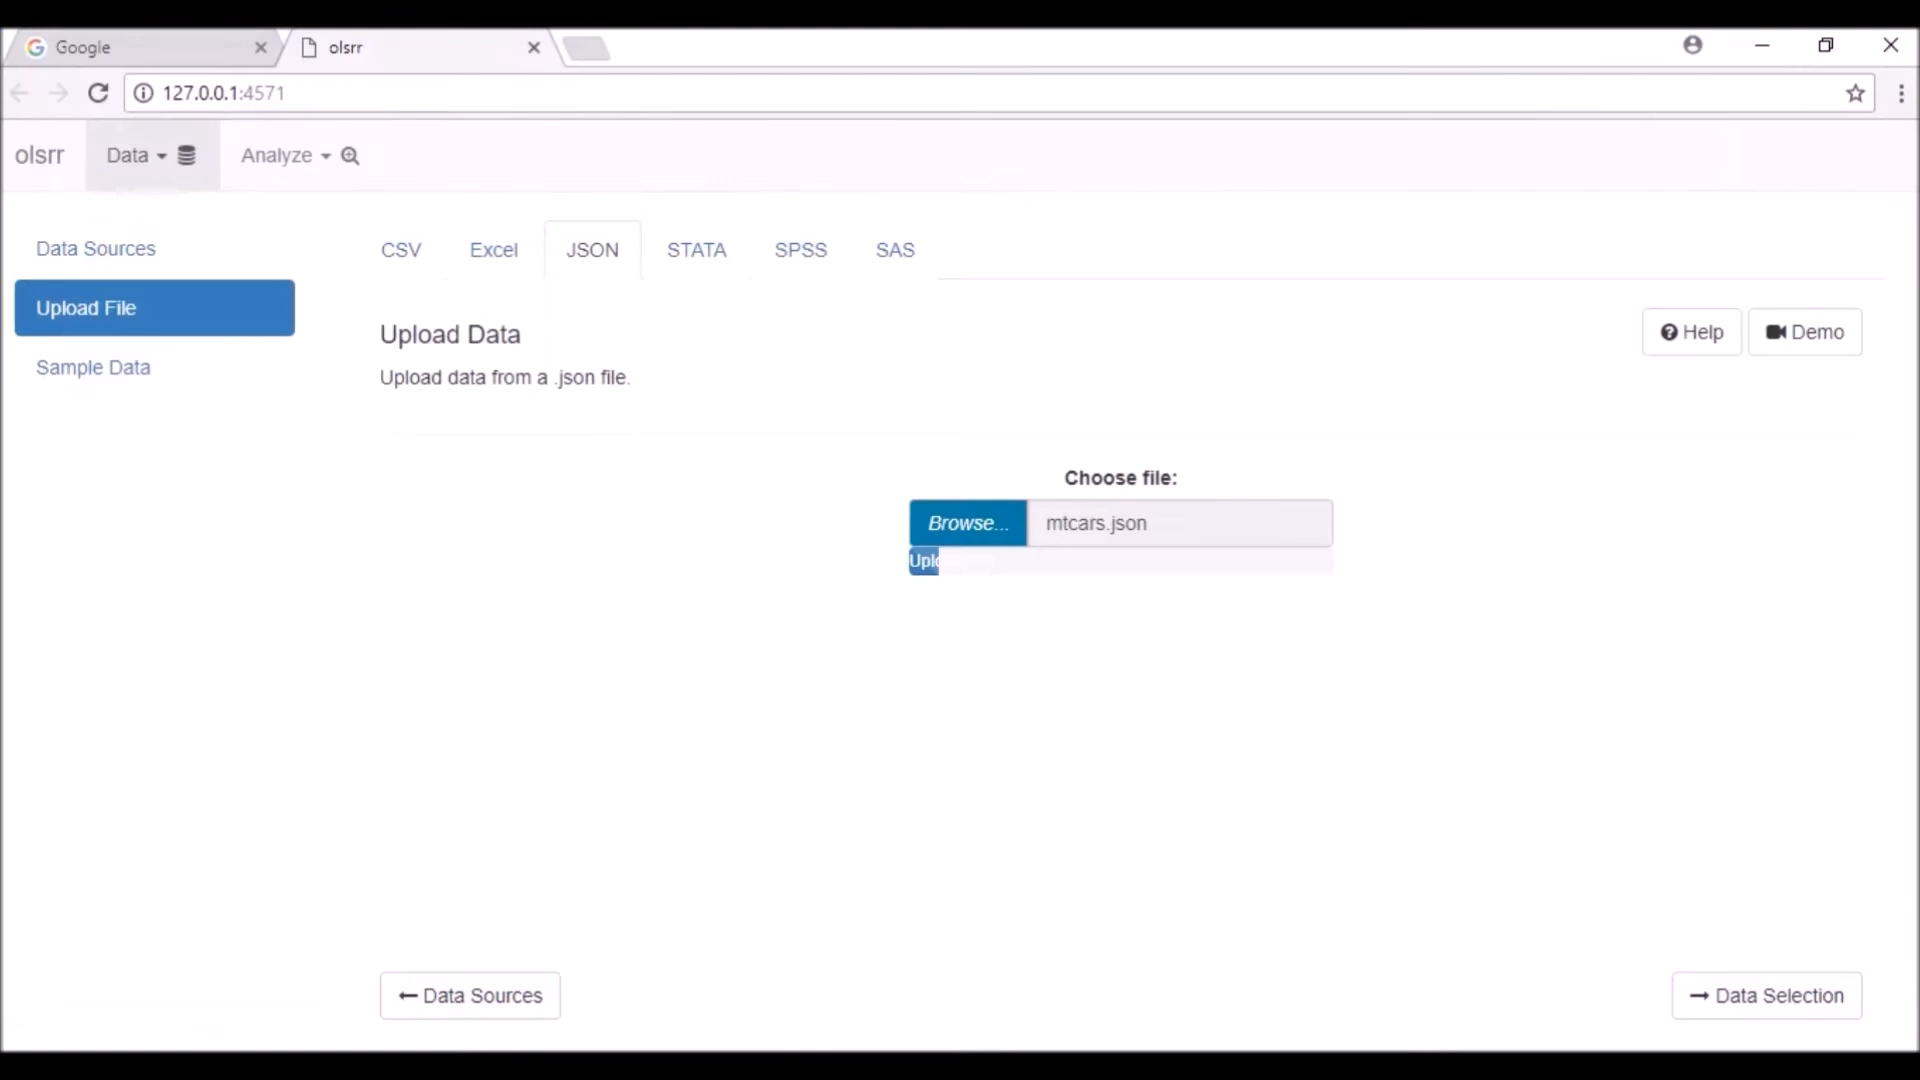 Google
olsrr
127.0.0.1:4571
olsrr Data Analyze
Data Sources
Upload File
Sample Data
CSV Excel JSON STATA SPSS SAS
Upload Data
Upload data from a .json file.
Help Demo
Choose file:
Browse... mtcars.json
Upl
Data Sources
Data Selection